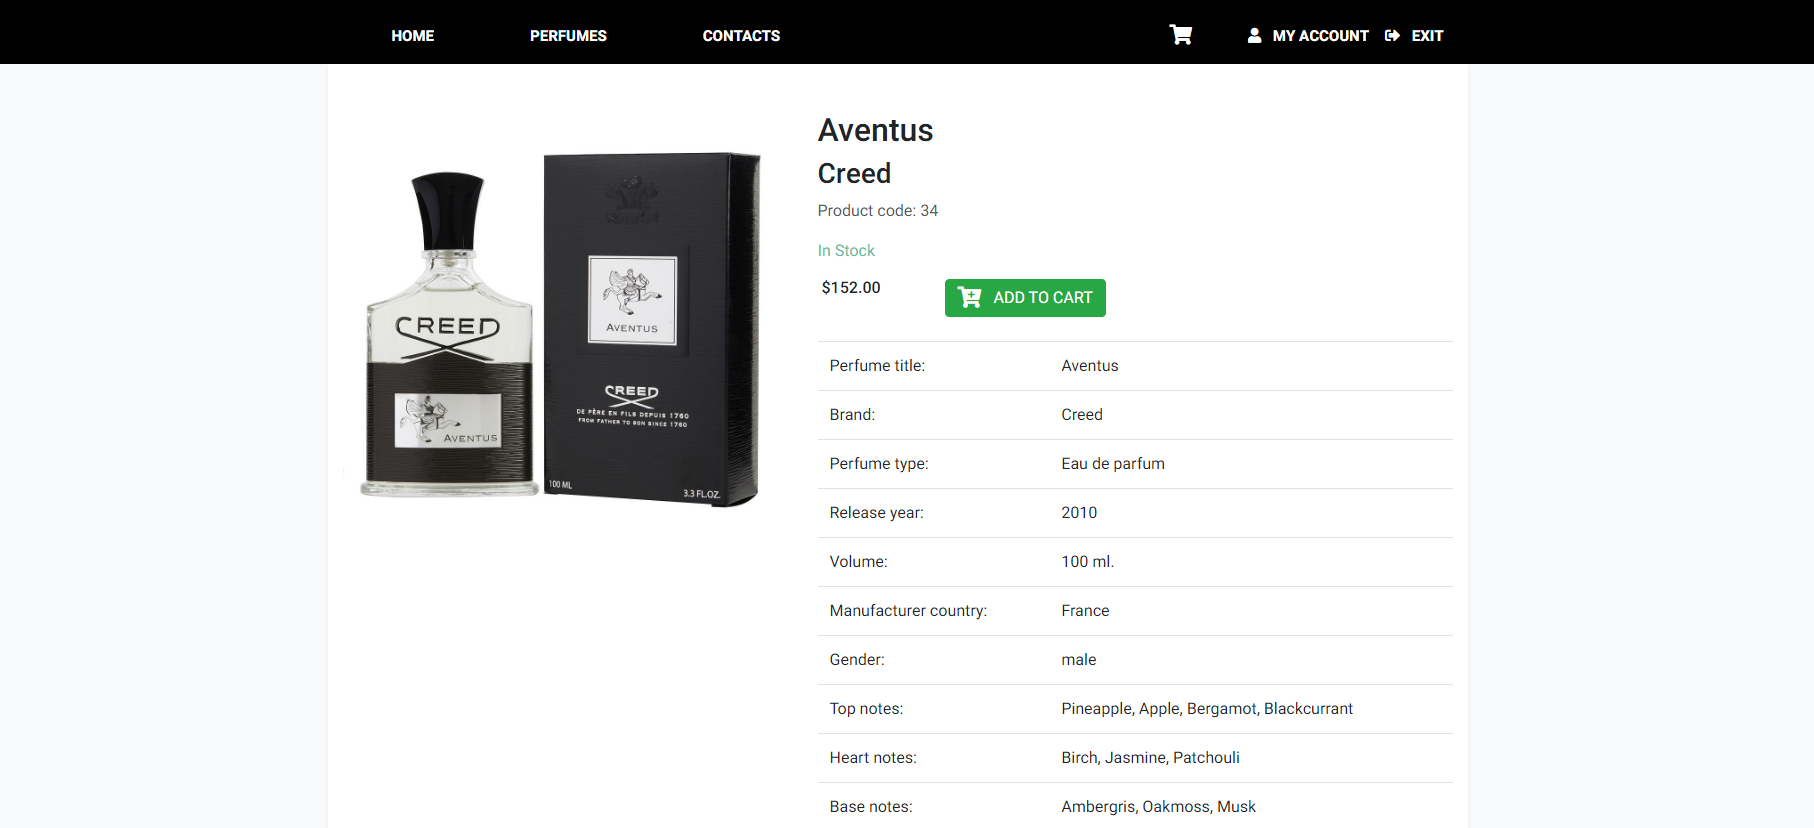 HOME PERFUMES CONTACTS MY ACCOUNT EXIT
CREED
AVENTUS
AVENTUS
CREED
DE PÈRE EN FILS DEPUIS 1760
FROM FATHER TO SON SINCE 1760
100 ML
3.3 FL.OZ.
Aventus
Creed
Product code: 34
In Stock
$152.00 ADD TO CART
Perfume title: Aventus
Brand: Creed
Perfume type: Eau de parfum
Release year: 2010
Volume: 100 ml.
Manufacturer country: France
Gender: male
Top notes: Pineapple, Apple, Bergamot, Blackcurrant
Heart notes: Birch, Jasmine, Patchouli
Base notes: Ambergris, Oakmoss, Musk